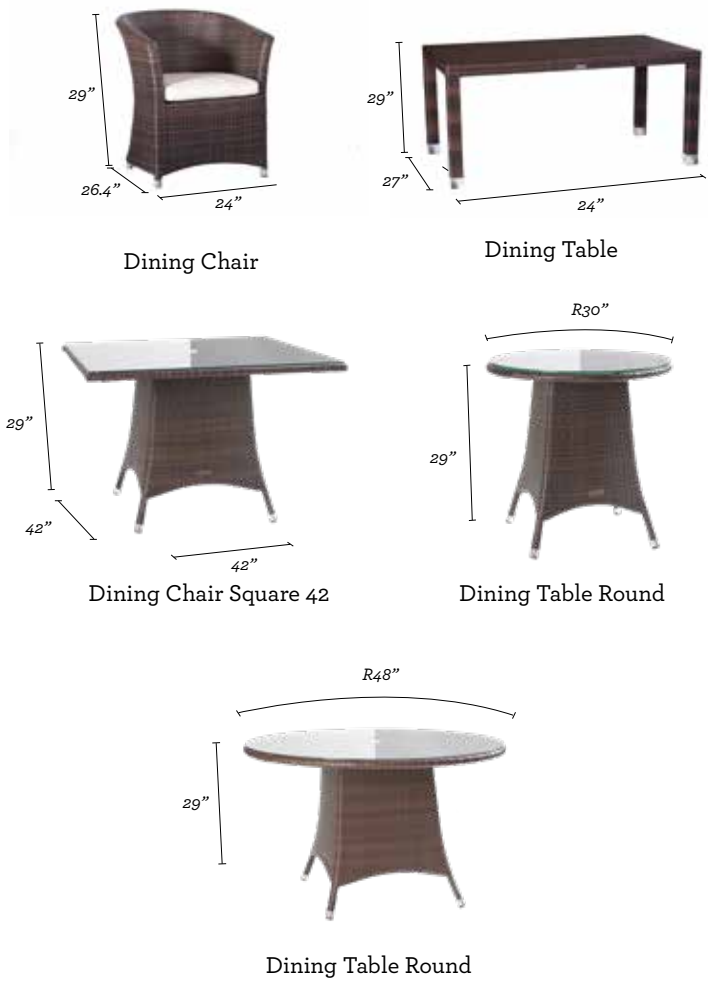 29”
26.4”
24”
Dining Chair
29”
27”
24”
Dining Table
29”
42”
42”
Dining Chair Square 42
R30”
29”
Dining Table Round
R48”
29”
Dining Table Round